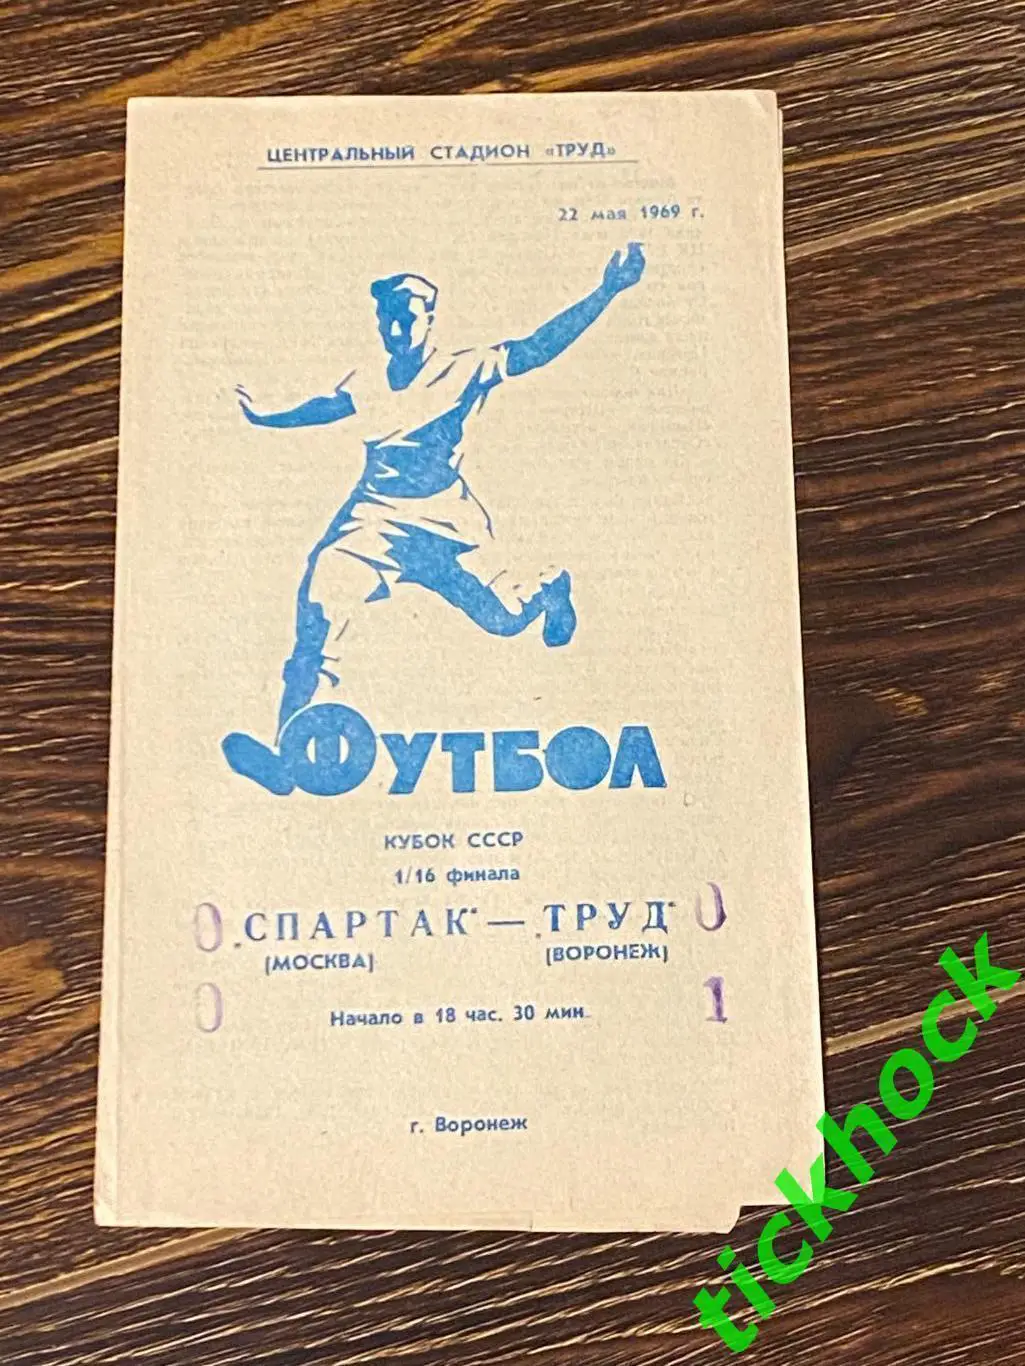 ЦЕНТРАЛЬНЫЙ СТАДИОН «ТРУД»
22 мая 1969 г.
ФУТБОЛ
КУБОК СССР
1/16 финала
0 „СПАРТАК" — „ТРУД" 0
(МОСКВА) (ВОРОНЕЖ)
0 Начало в 18 час. 30 мин. 1
г. Воронеж
tickhock